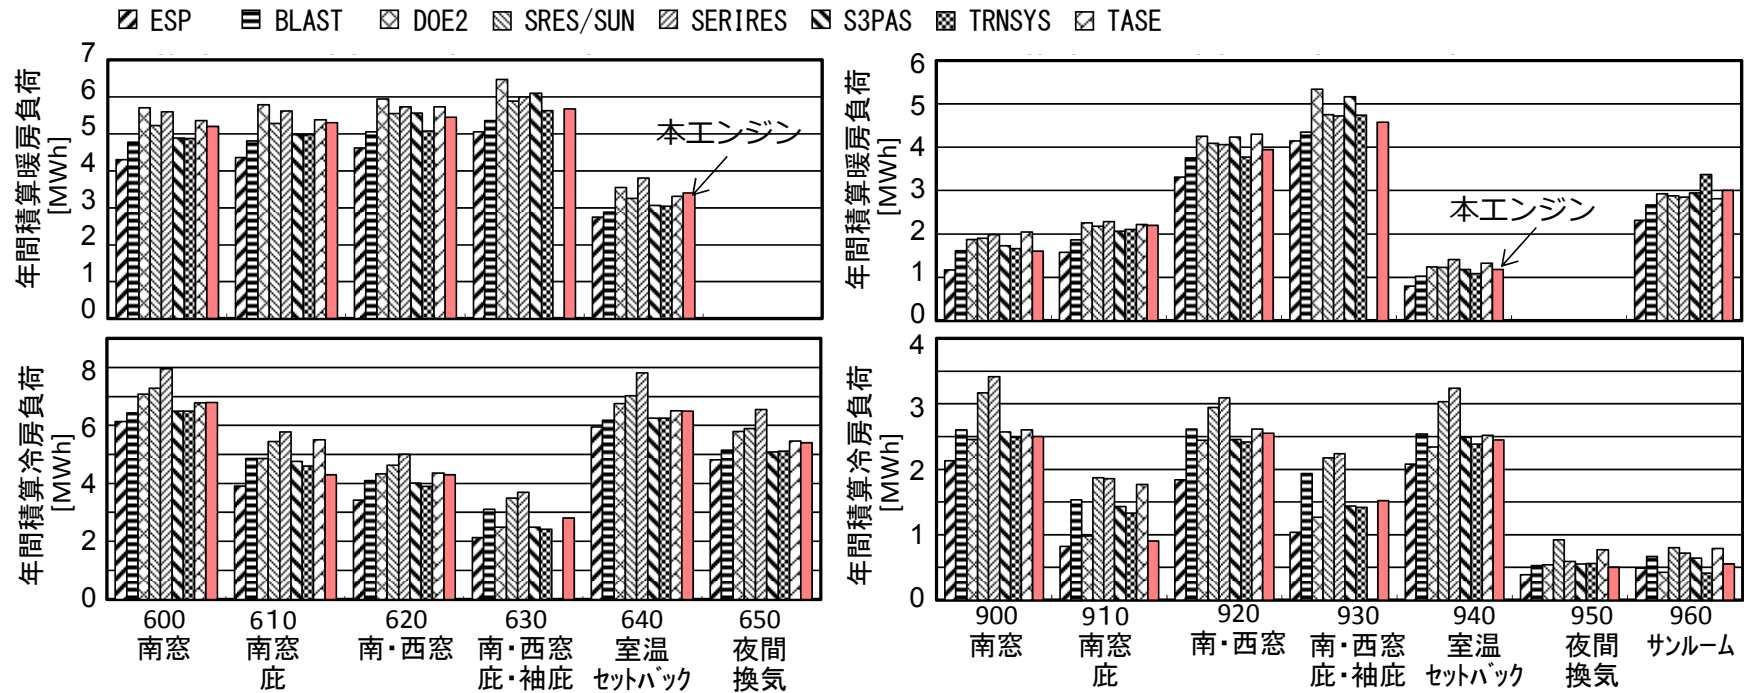 ESP BLAST DOE2 SRES/SUN SERIRES S3PAS TRNSYS TASE
年間積算暖房負荷
[MWh]
7
6
5
4
3
2
1
0
本エンジン
年間積算暖房負荷
[MWh]
6
5
4
3
2
1
0
本エンジン
年間積算冷房負荷
[MWh]
8
6
4
2
0
600 610 620 630 640 650
南窓 南窓 南・西窓 南・西窓 室温 夜間
庇 庇・袖庇 セットバック 換気
年間積算冷房負荷
[MWh]
4
3
2
1
0
900 910 920 930 940 950 960
南窓 南窓 南・西窓 南・西窓 室温 夜間 サンルーム
庇 庇・袖庇 セットバック 換気